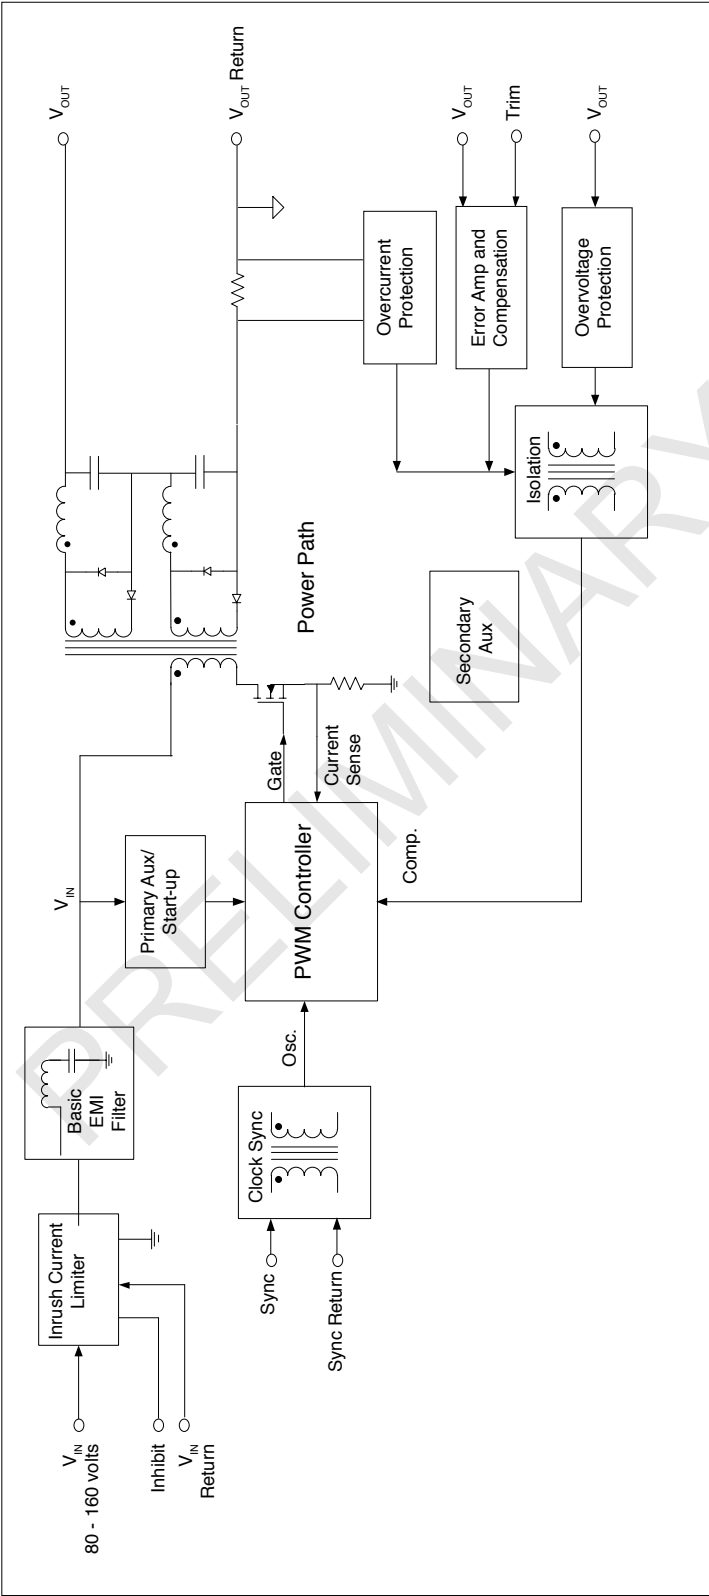 V_IN
80 - 160 volts
Inhibit
V_IN
Return
Inrush Current
Limiter
Basic
EMI
Filter
V_IN
Primary Aux/
Start-up
Sync
Sync Return
Clock Sync
Osc.
PWM Controller
Gate
Current
Sense
Comp.
Power Path
Secondary
Aux
Isolation
Overcurrent
Protection
Error Amp and
Compensation
Overvoltage
Protection
V_OUT
V_OUT Return
V_OUT
Trim
V_OUT
PRELIMINARY